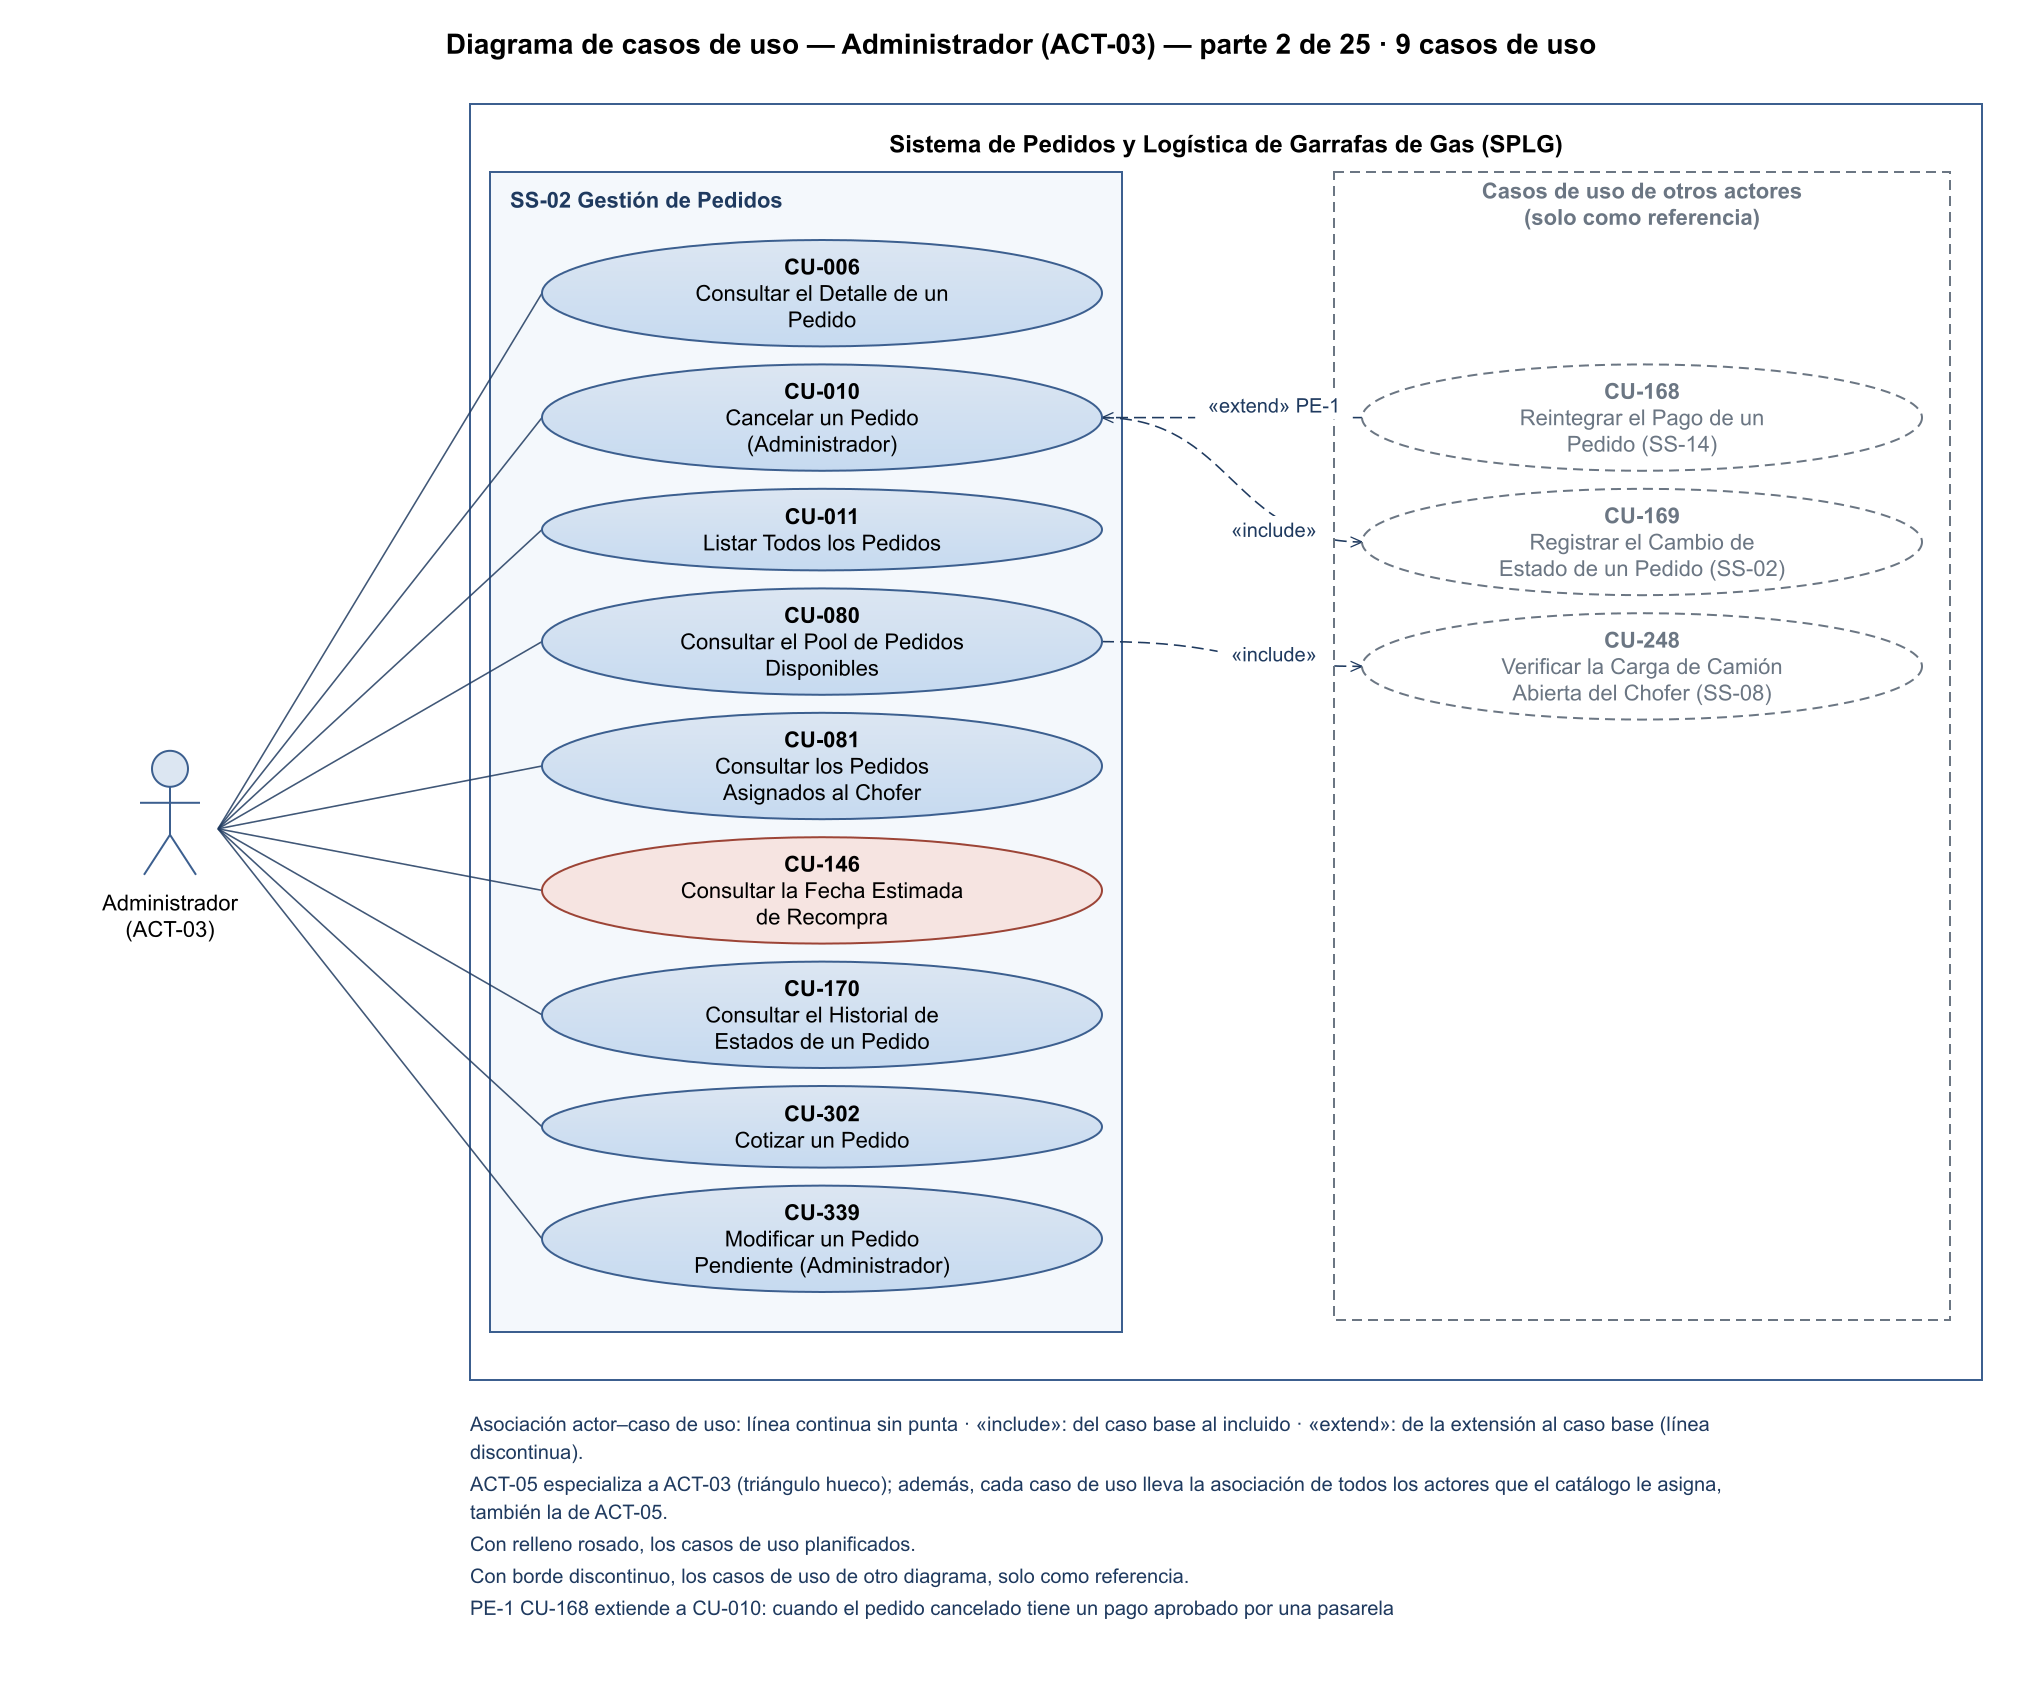 Diagrama de casos de uso — Administrador (ACT-03) — parte 2 de 25 · 9 casos de uso
Sistema de Pedidos y Logística de Garrafas de Gas (SPLG)
SS-02 Gestión de Pedidos
CU-006
Consultar el Detalle de un
Pedido
CU-010
Cancelar un Pedido
(Administrador)
CU-011
Listar Todos los Pedidos
CU-080
Consultar el Pool de Pedidos
Disponibles
CU-081
Consultar los Pedidos
Asignados al Chofer
CU-146
Consultar la Fecha Estimada
de Recompra
CU-170
Consultar el Historial de
Estados de un Pedido
CU-302
Cotizar un Pedido
CU-339
Modificar un Pedido
Pendiente (Administrador)
Administrador
(ACT-03)
«extend» PE-1
«include»
«include»
Casos de uso de otros actores
(solo como referencia)
CU-168
Reintegrar el Pago de un
Pedido (SS-14)
CU-169
Registrar el Cambio de
Estado de un Pedido (SS-02)
CU-248
Verificar la Carga de Camión
Abierta del Chofer (SS-08)
Asociación actor–caso de uso: línea continua sin punta · «include»: del caso base al incluido · «extend»: de la extensión al caso base (línea
discontinua).
ACT-05 especializa a ACT-03 (triángulo hueco); además, cada caso de uso lleva la asociación de todos los actores que el catálogo le asigna,
también la de ACT-05.
Con relleno rosado, los casos de uso planificados.
Con borde discontinuo, los casos de uso de otro diagrama, solo como referencia.
PE-1 CU-168 extiende a CU-010: cuando el pedido cancelado tiene un pago aprobado por una pasarela